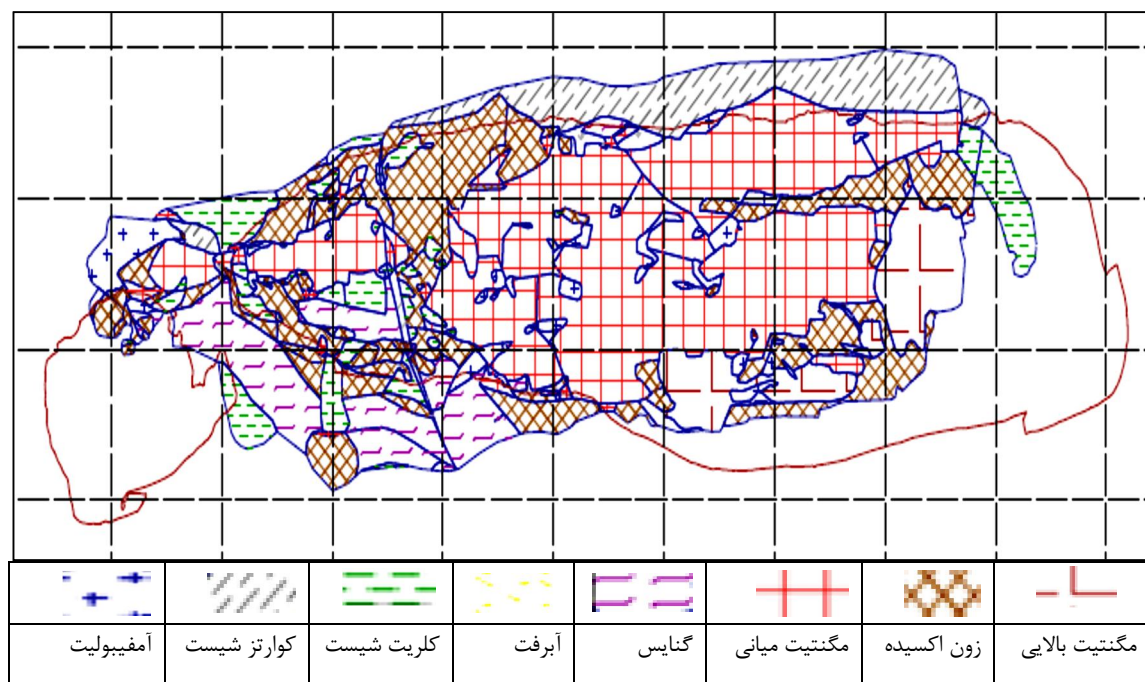 مگنتیت بالایی
زون اکسیده
مگنتیت میانی
گنایس
آبرفت
کلریت شیست
کوارتز شیست
آمفیبولیت